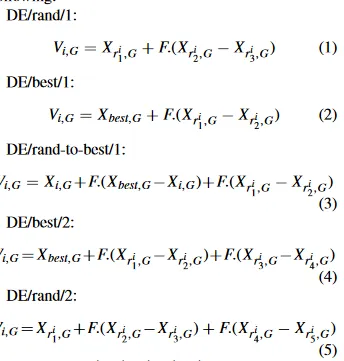 DE/rand/1:
V_{i,G} = X_{r_1^i,G} + F.(X_{r_2^i,G} − X_{r_3^i,G}) (1)
DE/best/1:
V_{i,G} = X_{best,G} + F.(X_{r_1^i,G} − X_{r_2^i,G}) (2)
DE/rand-to-best/1:
V_{i,G} = X_{i,G}+F.(X_{best,G}−X_{i,G})+F.(X_{r_1^i,G} − X_{r_2^i,G})
(3)
DE/best/2:
V_{i,G}=X_{best,G}+F.(X_{r_1^i,G}−X_{r_2^i,G})+F.(X_{r_3^i,G}−X_{r_4^i,G})
(4)
DE/rand/2:
V_{i,G}=X_{r_1^i,G}+F.(X_{r_2^i,G}−X_{r_3^i,G}) + F.(X_{r_4^i,G} − X_{r_5^i,G})
(5)